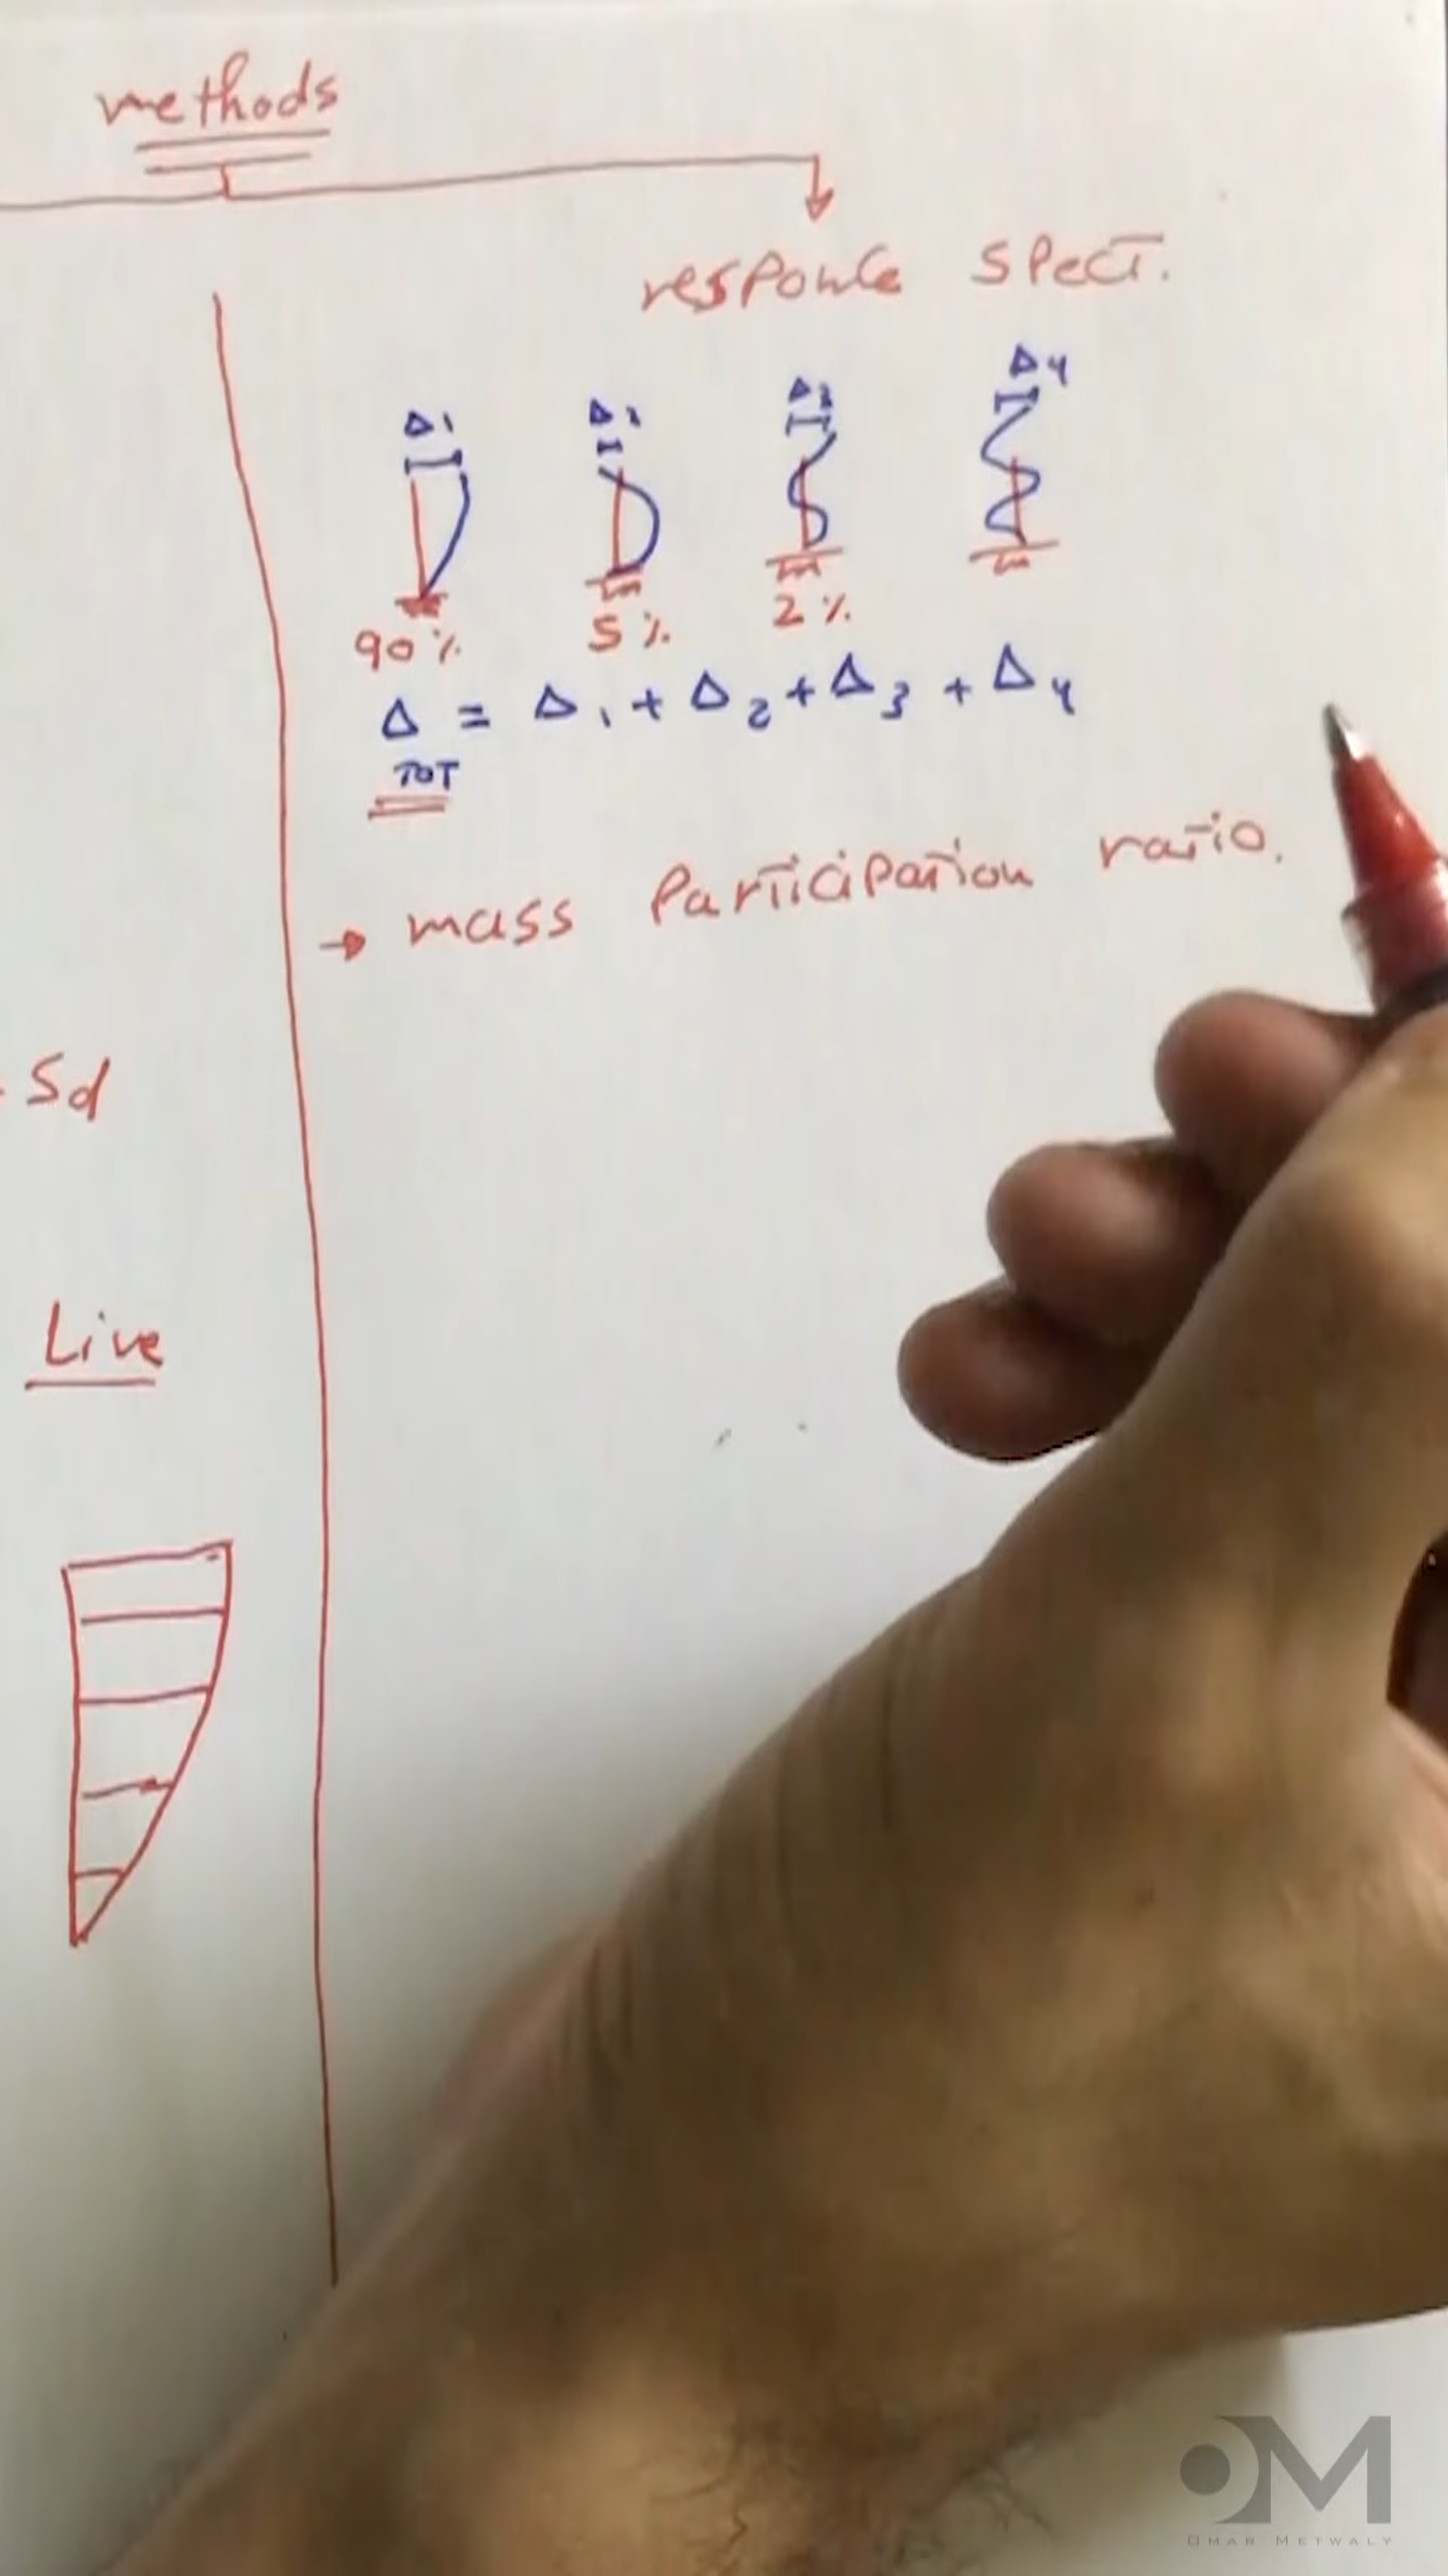 methods
response spect.
Δ1 Δ2 Δ3 Δ4
90% 5% 2%
Δ = Δ1 + Δ2 + Δ3 + Δ4
TOT
→ mass Participation ratio.
Sd
Live
OM
OMAR METWALY